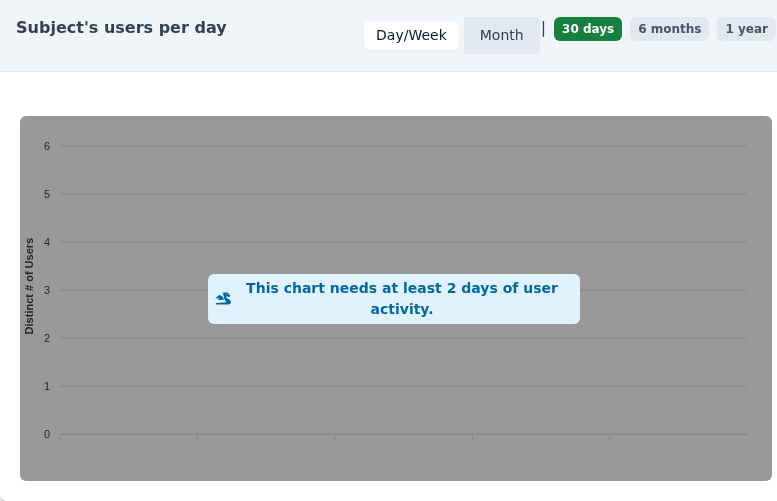 Subject's users per day
Day/Week Month | 30 days 6 months 1 year
6
5
4
3
2
1
0
Distinct # of Users
This chart needs at least 2 days of user
activity.